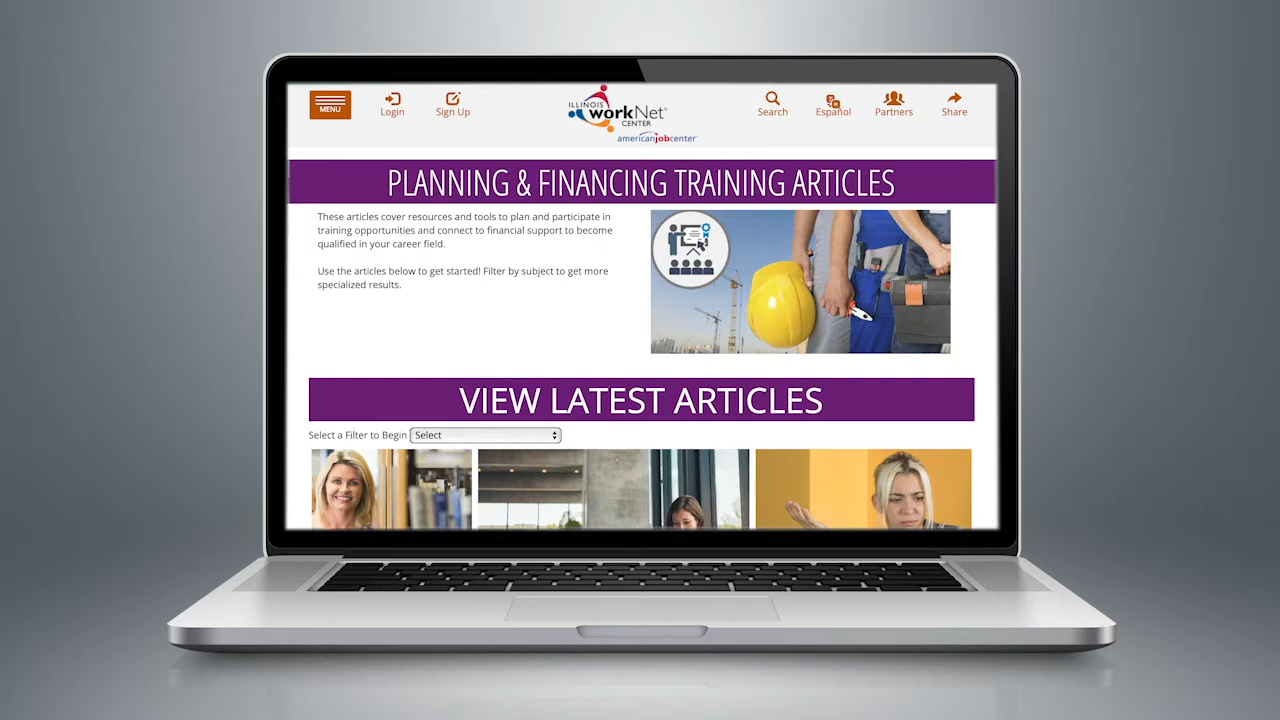 MENU
Login
Sign Up
ILLINOIS
workNet®
CENTER
americanjobcenter
Search
Español
Partners
Share
PLANNING & FINANCING TRAINING ARTICLES
These articles cover resources and tools to plan and participate in
training opportunities and connect to financial support to become
qualified in your career field.
Use the articles below to get started! Filter by subject to get more
specialized results.
VIEW LATEST ARTICLES
Select a Filter to Begin Select